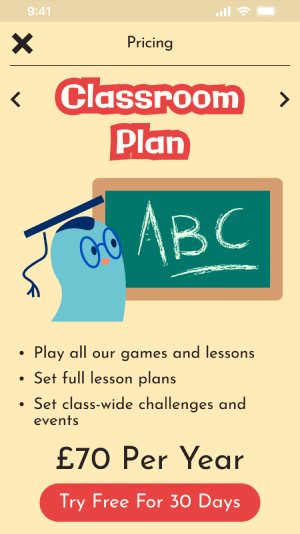 9:41
Pricing
Classroom
Plan
ABC
• Play all our games and lessons
• Set full lesson plans
• Set class-wide challenges and
events
£70 Per Year
Try Free For 30 Days